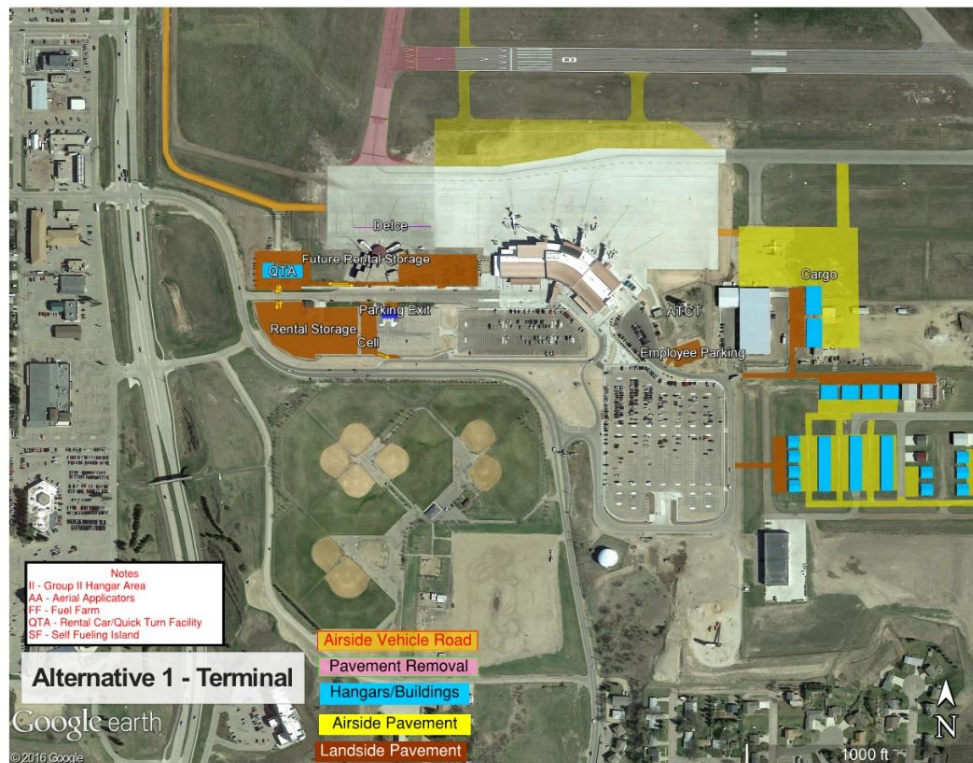 Delce
Future Rental Storage
QTA
Cargo
Parking Exit
ATCT
Rental Storage
Cell
Employee Parking
Notes
II - Group II Hangar Area
AA - Aerial Applicators
FF - Fuel Farm
QTA - Rental Car/Quick Turn Facility
SF - Self Fueling Island
Alternative 1 - Terminal
Airside Vehicle Road
Pavement Removal
Hangars/Buildings
Airside Pavement
Landside Pavement
Google earth
© 2016 Google
1000 ft
N